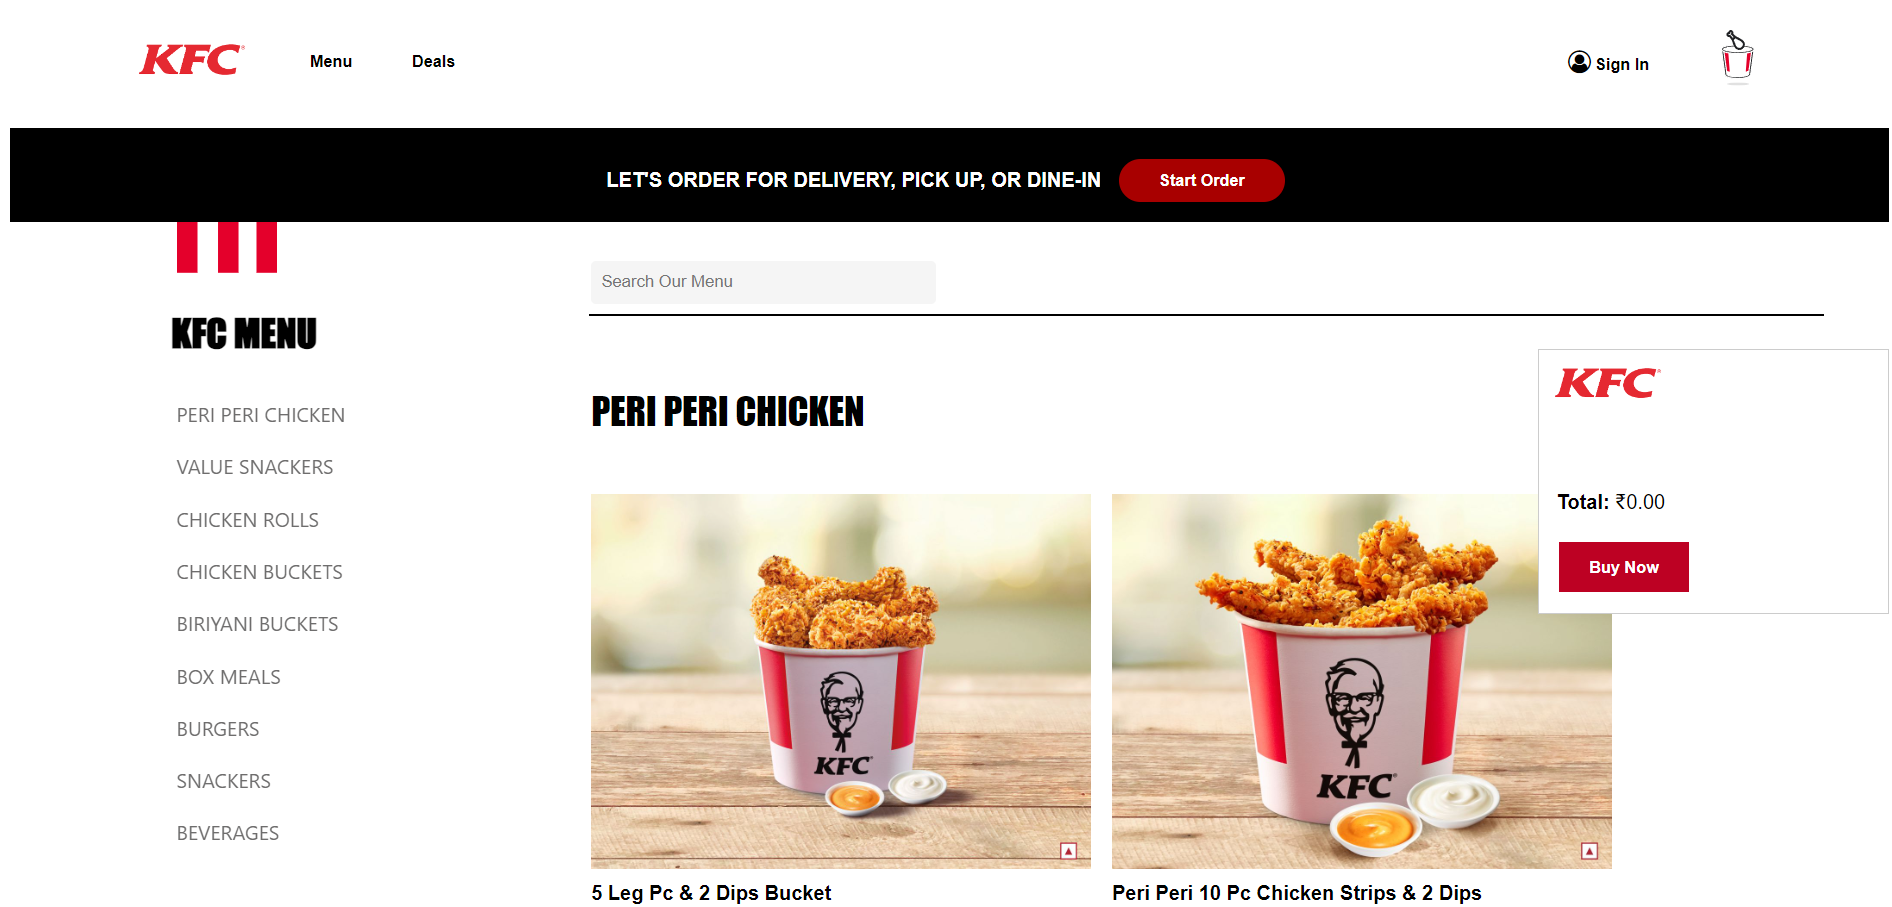 KFC
Menu
Deals
Sign In
LET'S ORDER FOR DELIVERY, PICK UP, OR DINE-IN
Start Order
Search Our Menu
KFC MENU
PERI PERI CHICKEN
VALUE SNACKERS
CHICKEN ROLLS
CHICKEN BUCKETS
BIRIYANI BUCKETS
BOX MEALS
BURGERS
SNACKERS
BEVERAGES
PERI PERI CHICKEN
KFC
Total: ₹0.00
Buy Now
KFC
KFC
5 Leg Pc & 2 Dips Bucket
Peri Peri 10 Pc Chicken Strips & 2 Dips